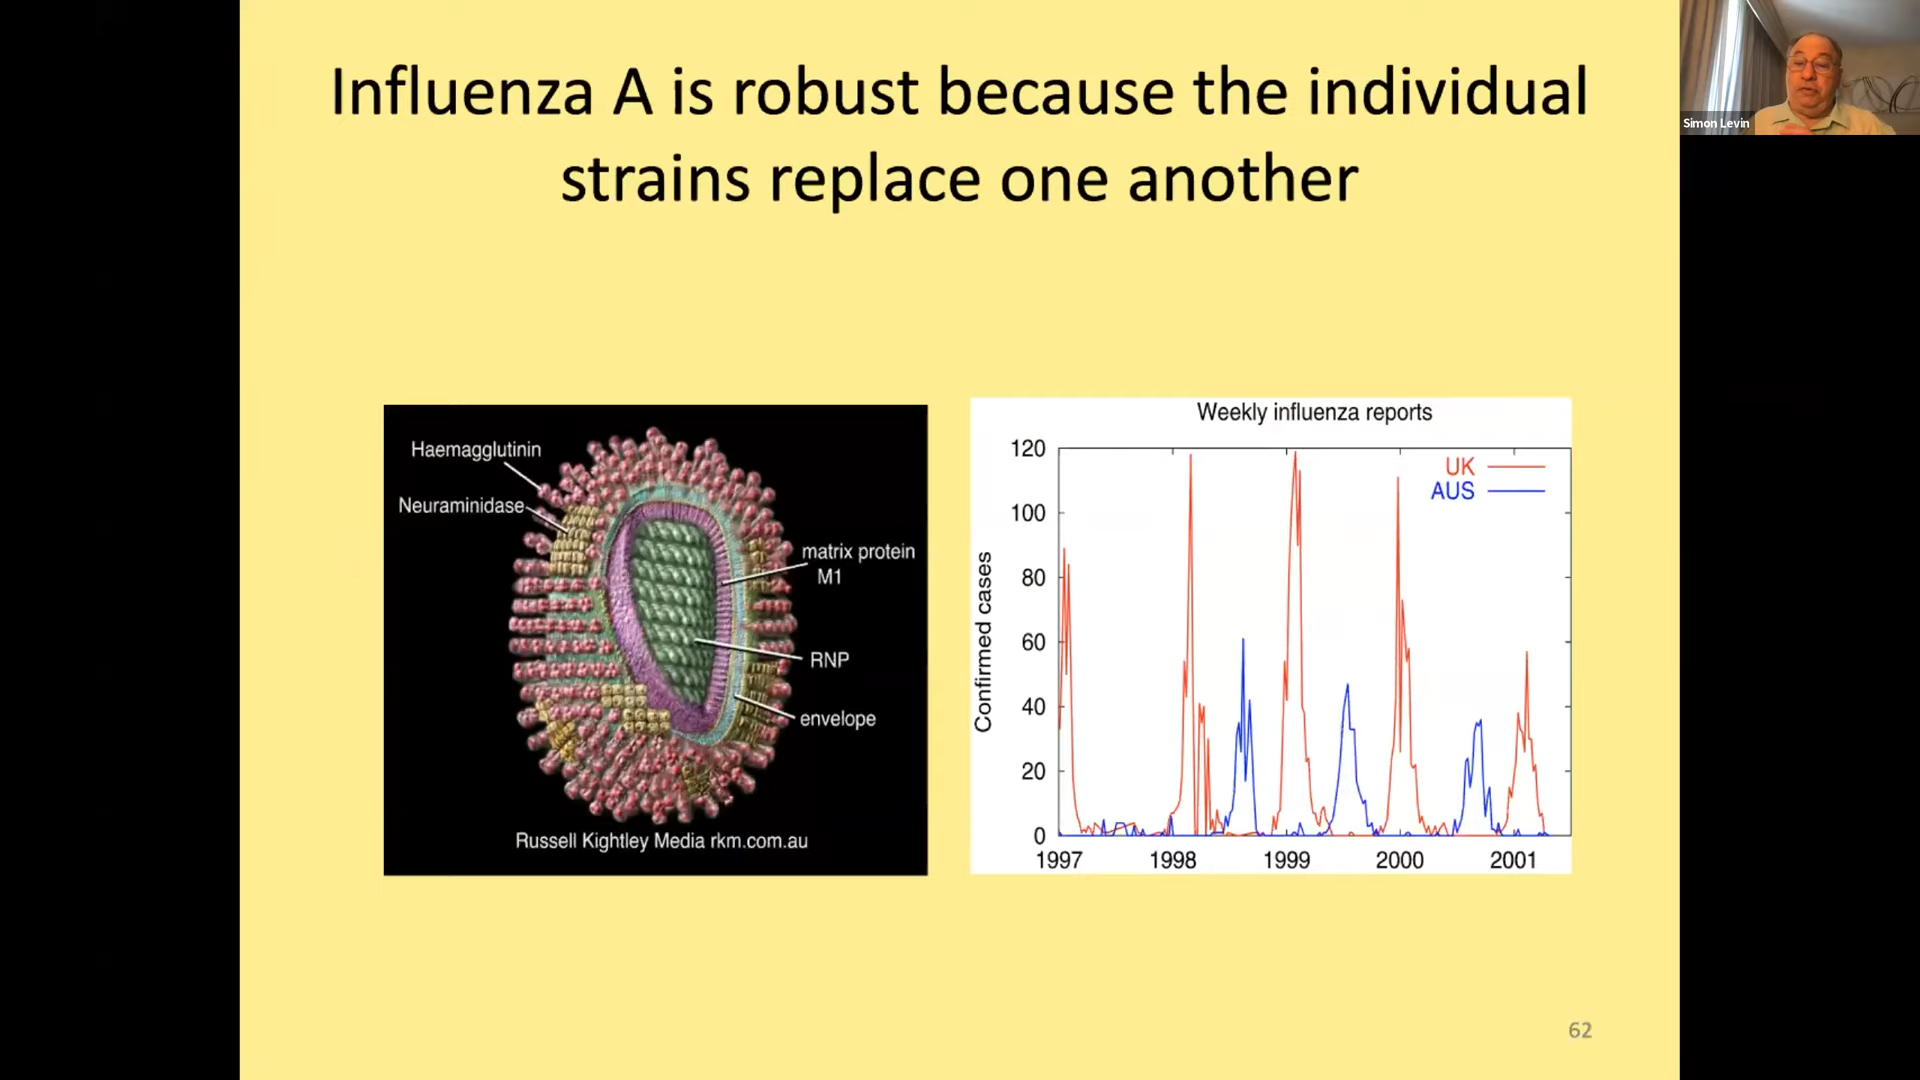 Influenza A is robust because the individual
strains replace one another
Simon Levin
Haemagglutinin
Neuraminidase
matrix protein
M1
RNP
envelope
Russell Kightley Media rkm.com.au
Weekly influenza reports
UK
AUS
Confirmed cases
120
100
80
60
40
20
0
1997 1998 1999 2000 2001
62